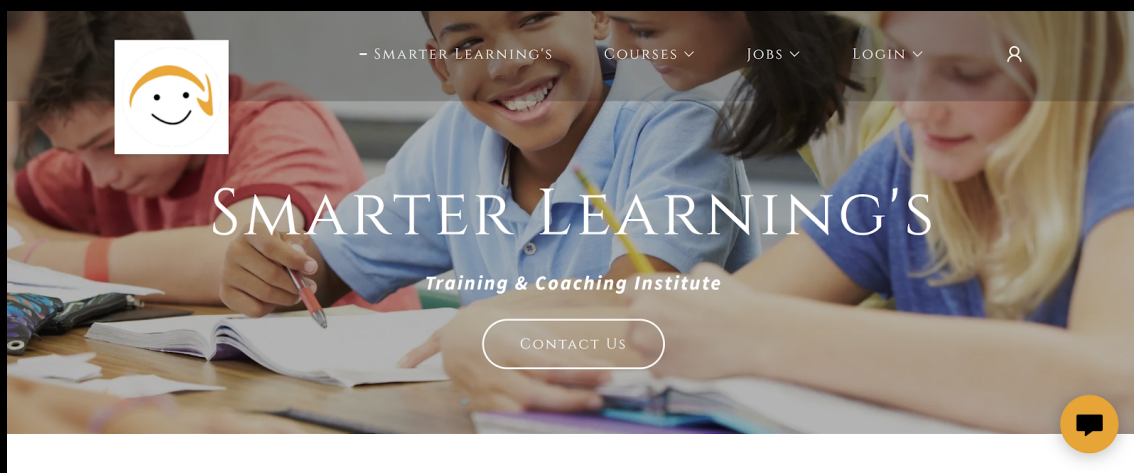 Smarter Learning's
Courses
Jobs
Login
Smarter Learning's
Training & Coaching Institute
Contact Us